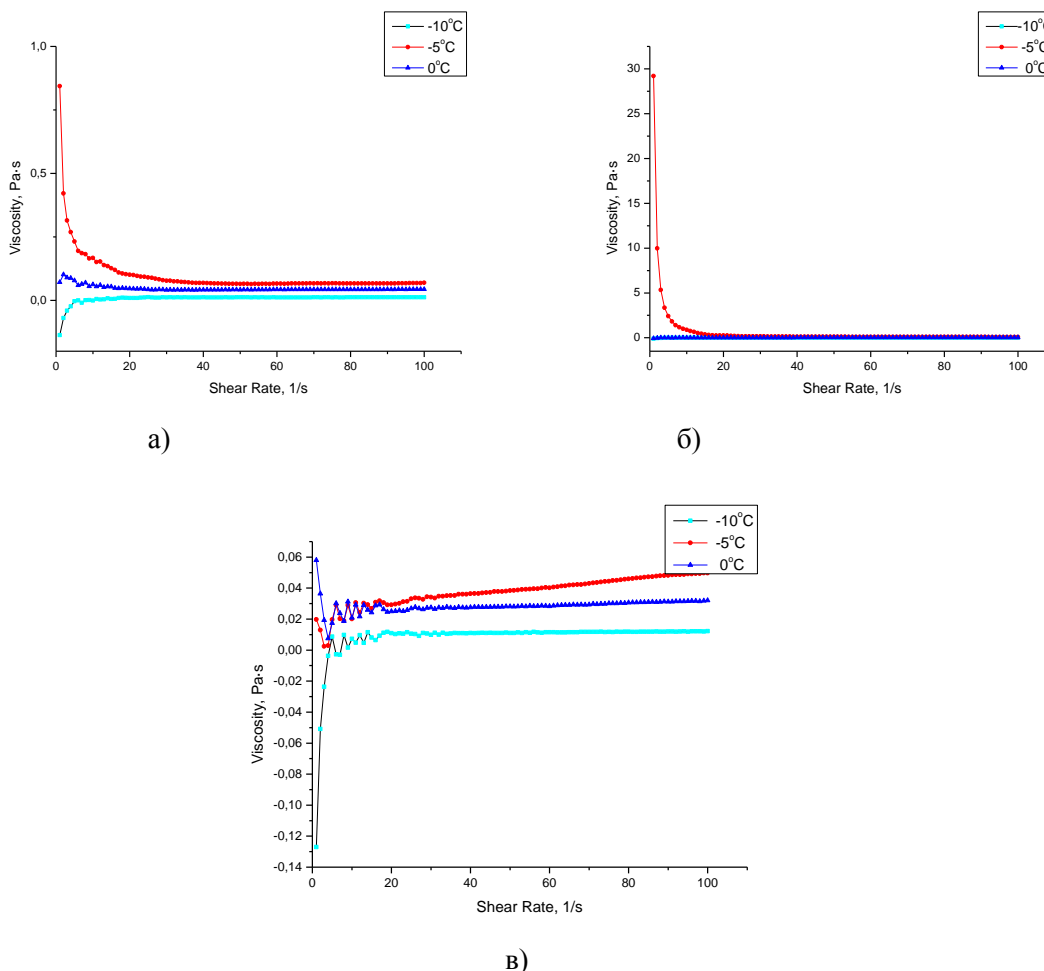 -10°C
-5°C
0°C
1,0
0,5
0,0
Viscosity, Pa·s
0 20 40 60 80 100
Shear Rate, 1/s
а)
-10°C
-5°C
0°C
30
25
20
15
10
5
0
Viscosity, Pa·s
0 20 40 60 80 100
Shear Rate, 1/s
б)
-10°C
-5°C
0°C
0,06
0,04
0,02
0,00
-0,02
-0,04
-0,06
-0,08
-0,10
-0,12
-0,14
Viscosity, Pa·s
0 20 40 60 80 100
Shear Rate, 1/s
в)